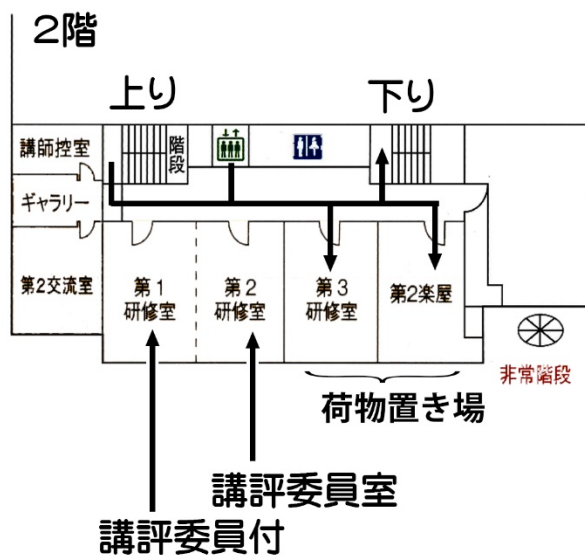 2階
上り
下り
講師控室
階段
ギャラリー
第2交流室
第1
研修室
第2
研修室
第3
研修室
第2楽屋
非常階段
荷物置き場
講評委員室
講評委員付